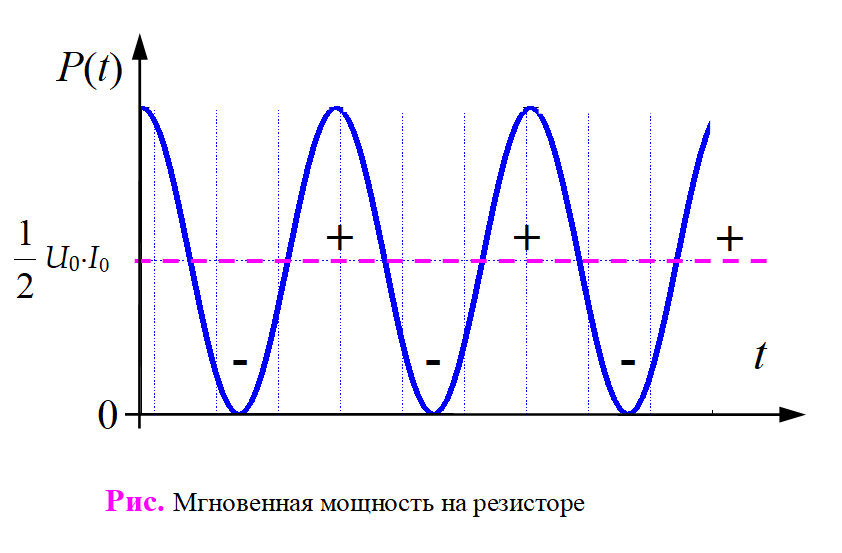 P(t)
+ + +
1/2 U₀·I₀
- - -
t
0
Рис. Мгновенная мощность на резисторе